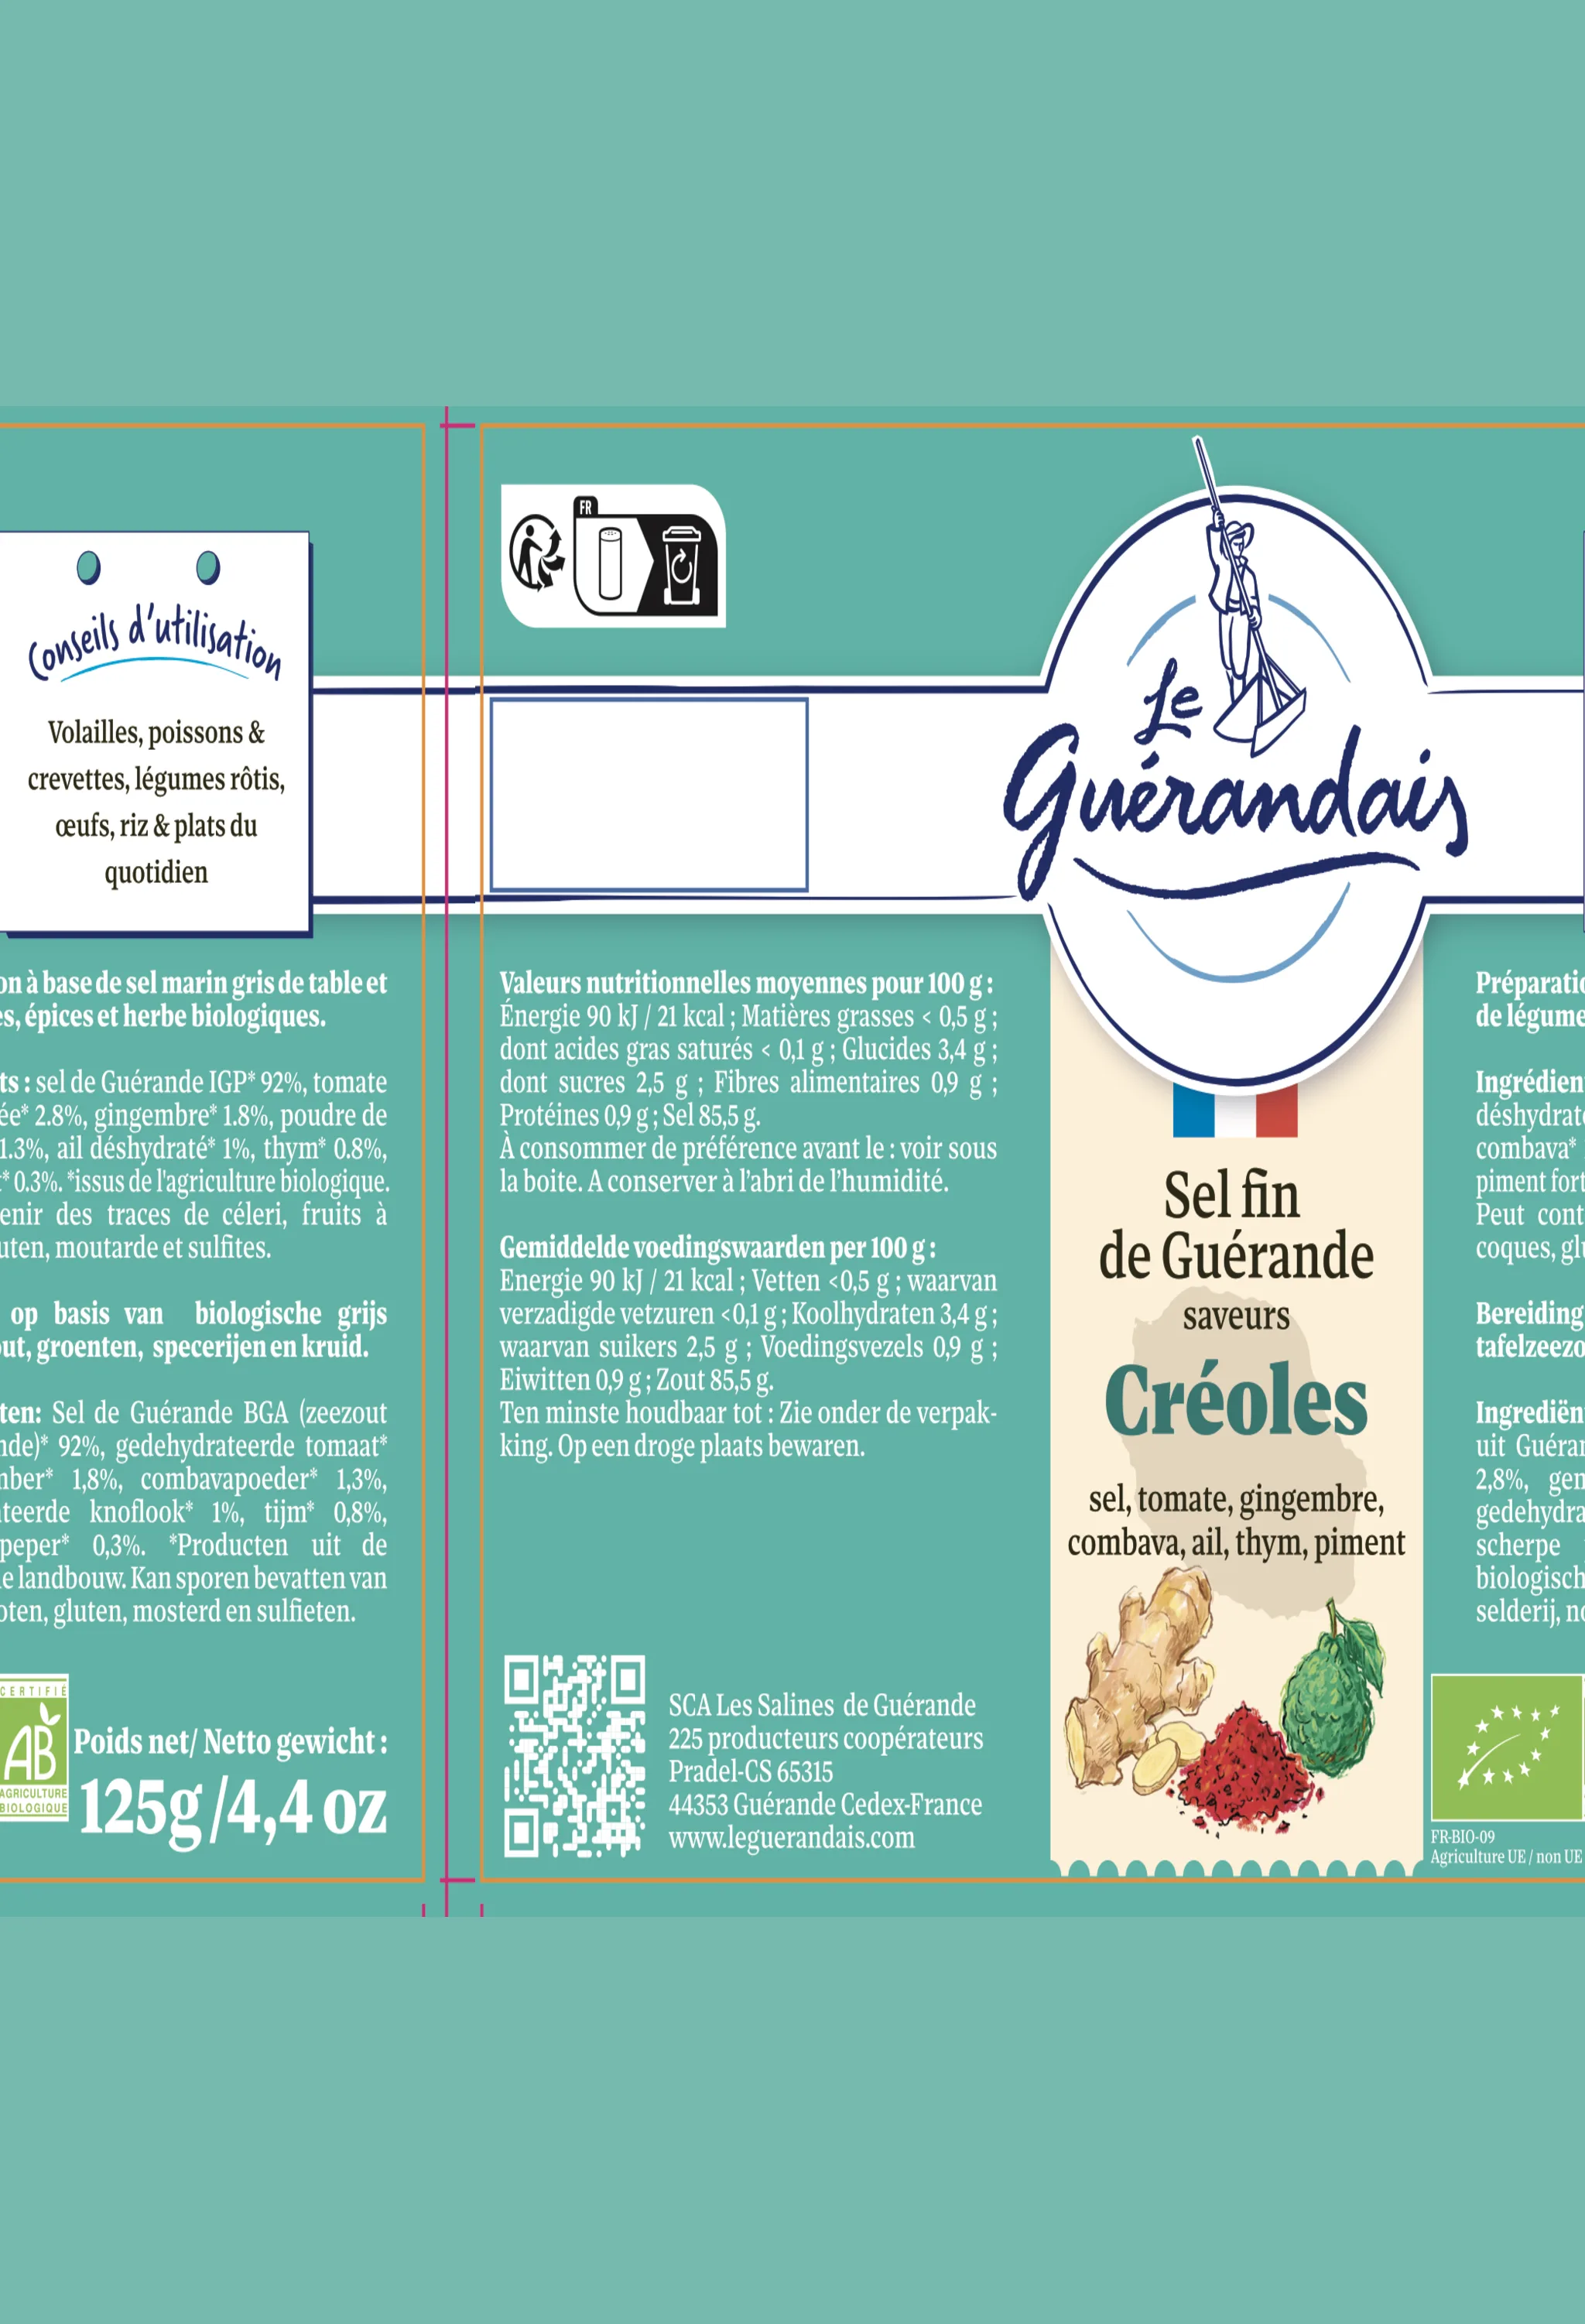 Conseils d'utilisation
Volailles, poissons &
crevettes, légumes rôtis,
œufs, riz & plats du
quotidien
on à base de sel marin gris de table et
es, épices et herbe biologiques.
ts : sel de Guérande IGP* 92%, tomate
ée* 2.8%, gingembre* 1.8%, poudre de
1.3%, ail déshydraté* 1%, thym* 0.8%,
* 0.3%. *issus de l'agriculture biologique.
enir des traces de céleri, fruits à
uten, moutarde et sulfites.
op basis van biologische grijs
out, groenten, specerijen en kruid.
ten: Sel de Guérande BGA (zeezout
nde)* 92%, gedehydrateerde tomaat*
mber* 1,8%, combavapoeder* 1,3%,
teerde knoflook* 1%, tijm* 0,8%,
peper* 0,3%. *Producten uit de
e landbouw. Kan sporen bevatten van
oten, gluten, mosterd en sulfieten.
CERTIFIÉ
AB
AGRICULTURE
BIOLOGIQUE
Poids net/ Netto gewicht :
125g/4,4 oz
FR
Valeurs nutritionnelles moyennes pour 100 g :
Énergie 90 kJ / 21 kcal ; Matières grasses < 0,5 g ;
dont acides gras saturés < 0,1 g ; Glucides 3,4 g ;
dont sucres 2,5 g ; Fibres alimentaires 0,9 g ;
Protéines 0,9 g ; Sel 85,5 g.
À consommer de préférence avant le : voir sous
la boite. A conserver à l'abri de l'humidité.
Gemiddelde voedingswaarden per 100 g :
Energie 90 kJ / 21 kcal ; Vetten <0,5 g ; waarvan
verzadigde vetzuren <0,1 g ; Koolhydraten 3,4 g ;
waarvan suikers 2,5 g ; Voedingsvezels 0,9 g ;
Eiwitten 0,9 g ; Zout 85,5 g.
Ten minste houdbaar tot : Zie onder de verpak-
king. Op een droge plaats bewaren.
SCA Les Salines de Guérande
225 producteurs coopérateurs
Pradel-CS 65315
44353 Guérande Cedex-France
www.leguerandais.com
Le
Guérandais
Sel fin
de Guérande
saveurs
Créoles
sel, tomate, gingembre,
combava, ail, thym, piment
Préparatio
de légume
Ingrédien
déshydrat
combava*
piment fort
Peut cont
coques, glu
Bereiding
tafelzeezo
Ingrediën
uit Guéran
2,8%, gem
gedehydra
scherpe
biologisch
selderij, no
FR-BIO-09
Agriculture UE / non UE